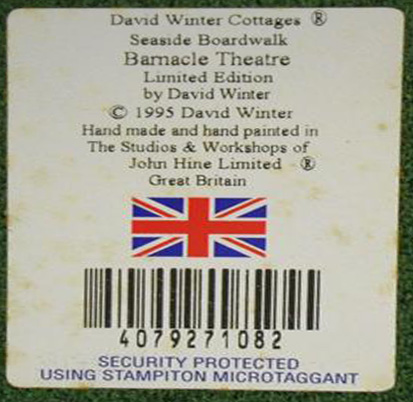 David Winter Cottages ®
Seaside Boardwalk
Barnacle Theatre
Limited Edition
by David Winter
© 1995 David Winter
Hand made and hand painted in
The Studios & Workshops of
John Hine Limited ®
Great Britain
4079271082
SECURITY PROTECTED
USING STAMPITON MICROTAGGANT